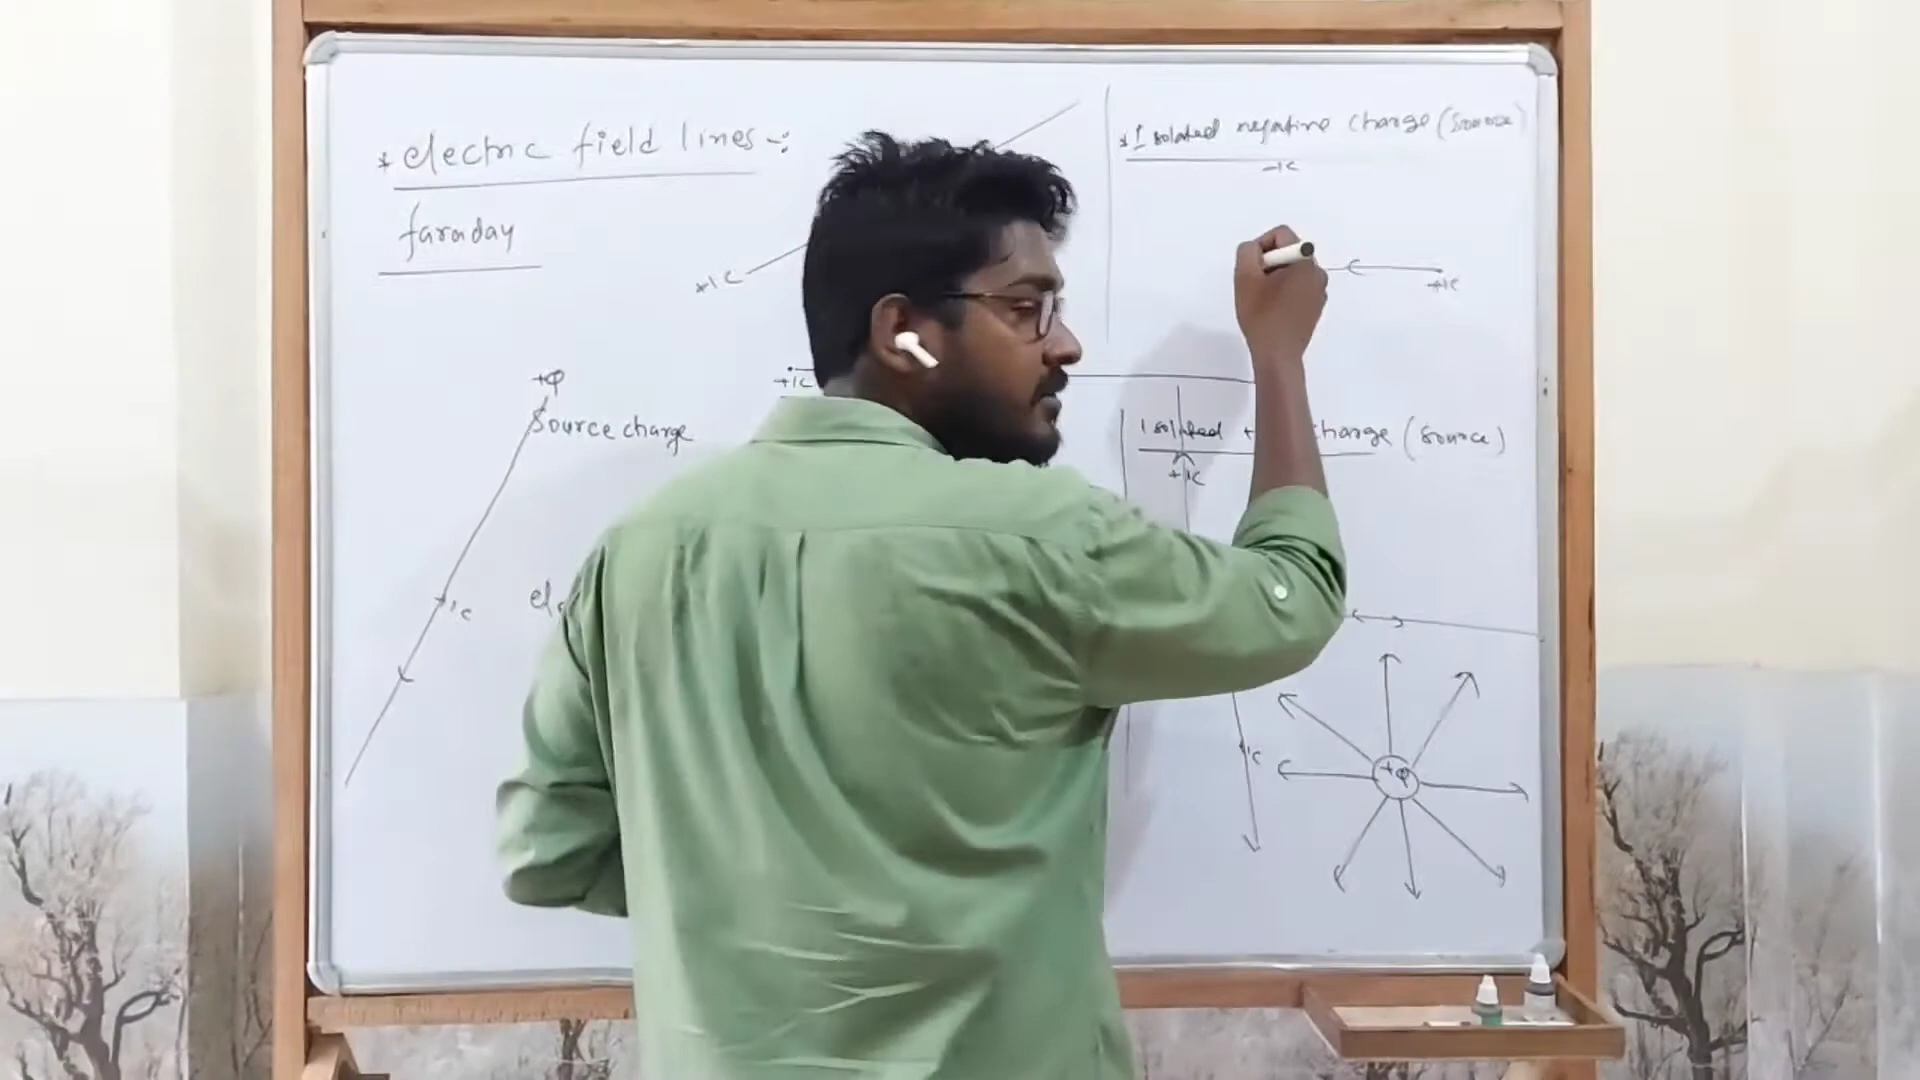 * electric field lines -:
faraday
+1C
+Q
Source charge
+1C
1C
* Isolated negative charge (source)
-1C
+1C
Isolated + charge (source)
+1C
1C
+Q